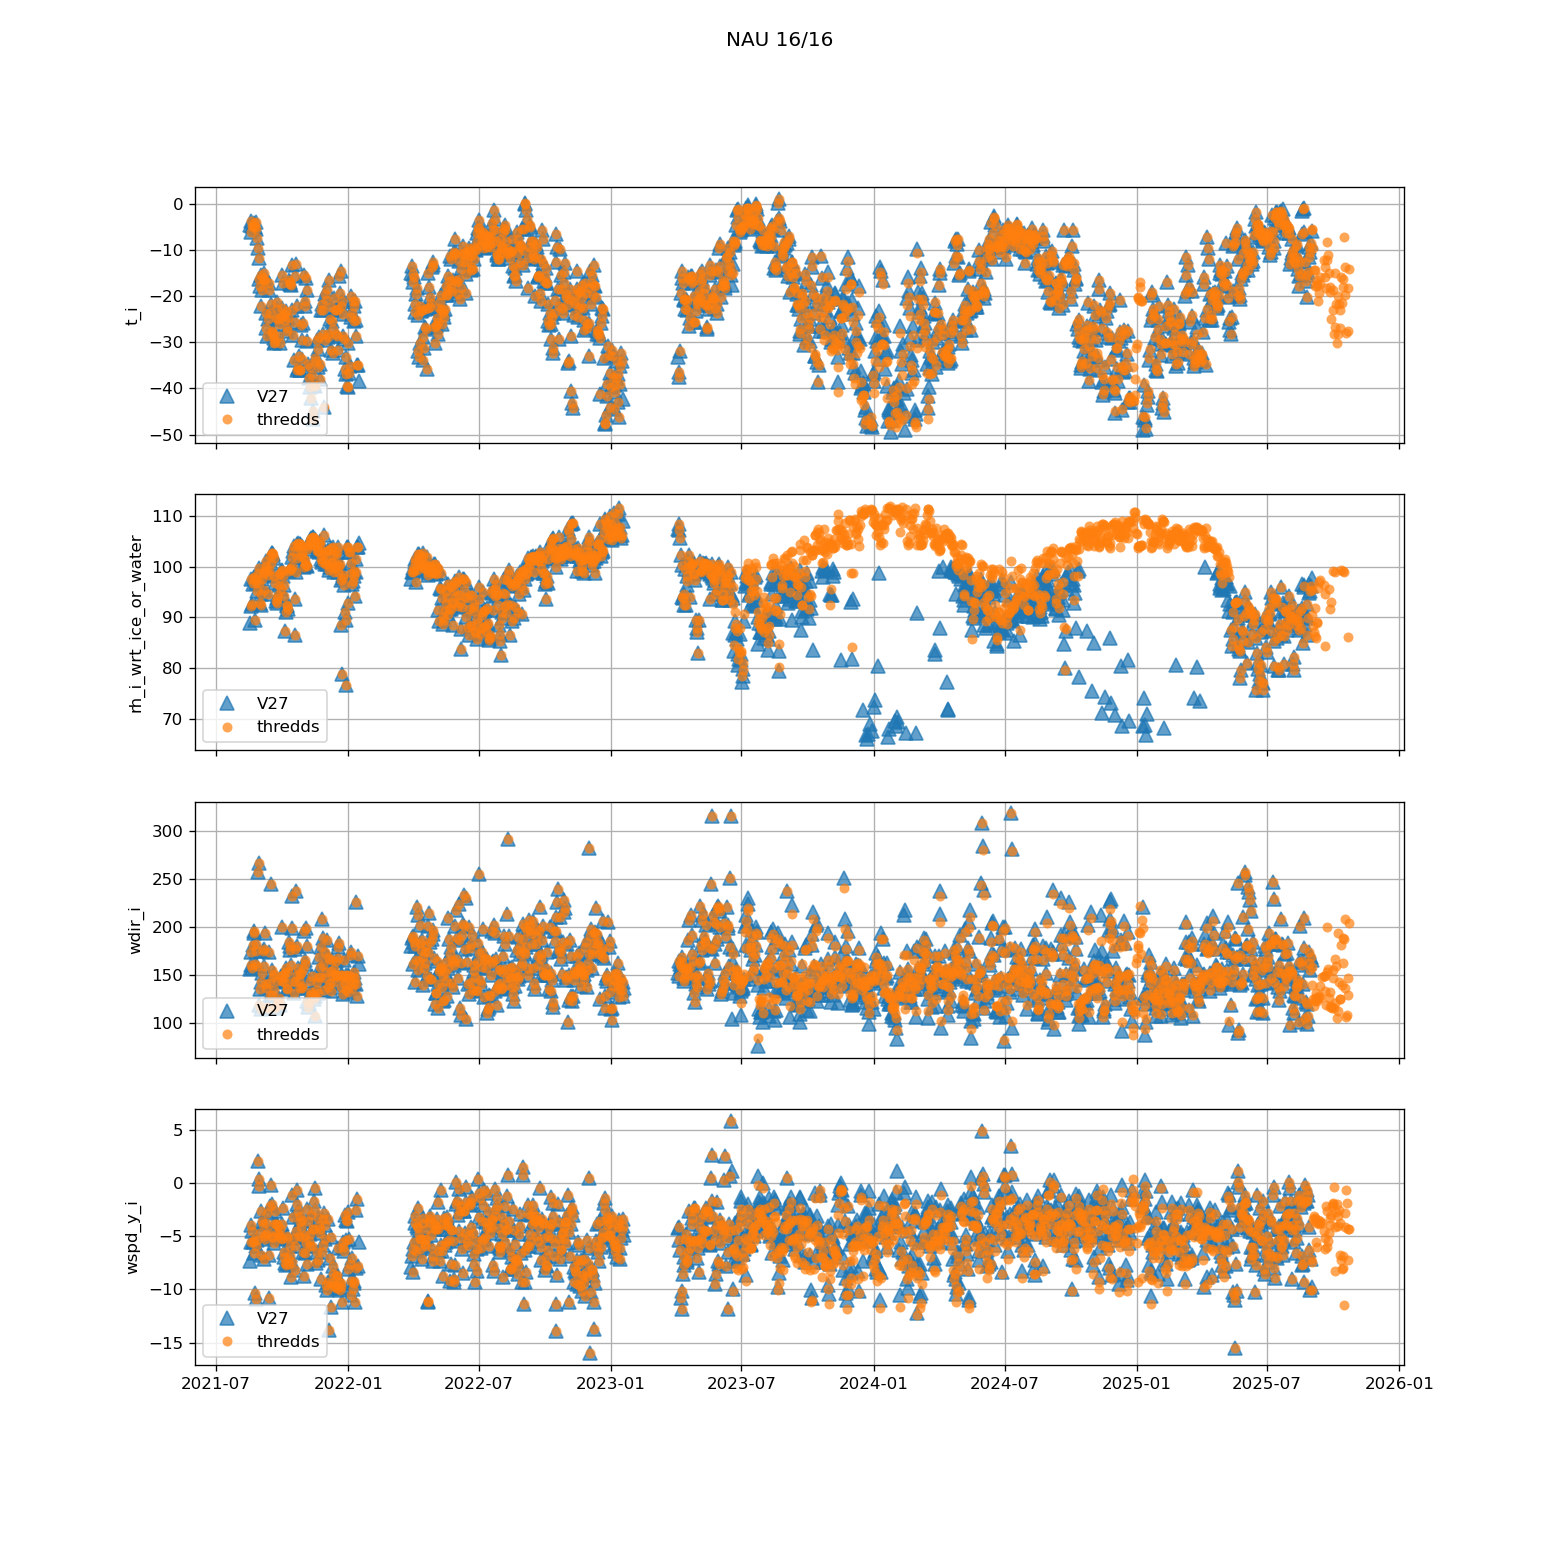 NAU 16/16
0
−10
−20
−30
−40
−50
t_i
V27
thredds
110
100
90
80
70
rh_i_wrt_ice_or_water
V27
thredds
300
250
200
150
100
wdir_i
V27
thredds
5
0
−5
−10
−15
wspd_y_i
V27
thredds
2021-07 2022-01 2022-07 2023-01 2023-07 2024-01 2024-07 2025-01 2025-07 2026-01